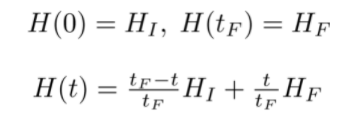 H(0) = H_I, H(t_F) = H_F
H(t) = \frac{t_F - t}{t_F} H_I + \frac{t}{t_F} H_F